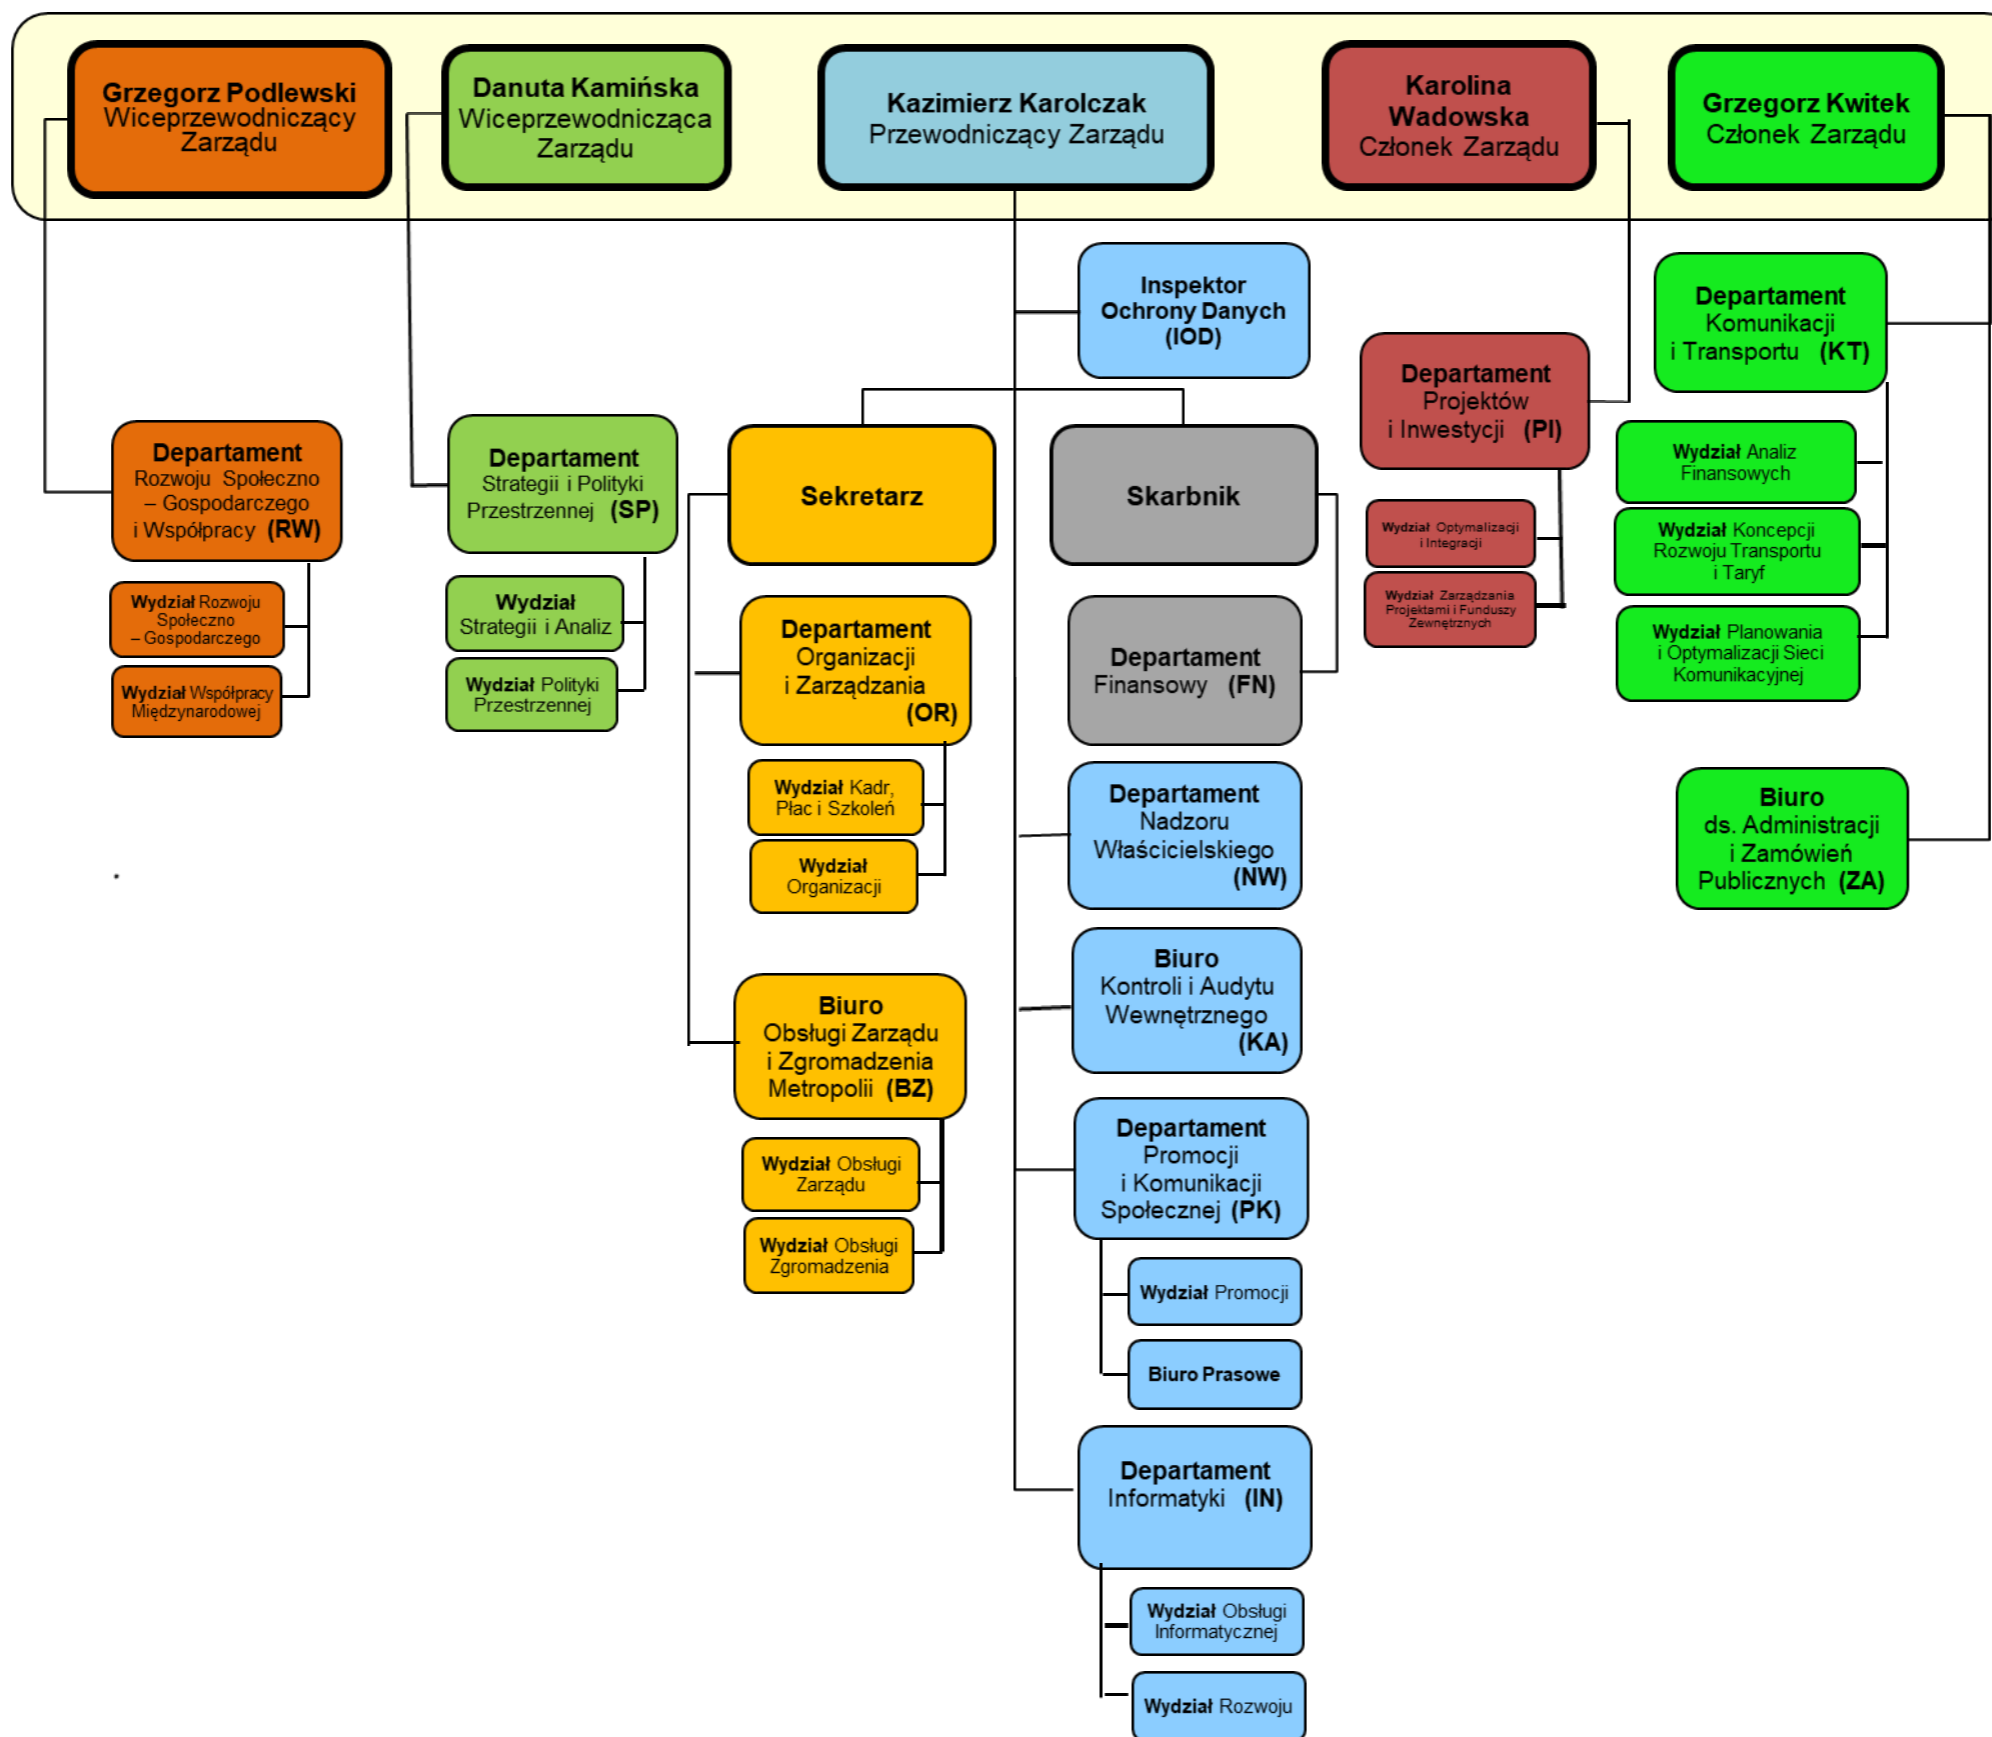 Grzegorz Podlewski
Wiceprzewodniczący
Zarządu
Danuta Kamińska
Wiceprzewodnicząca
Zarządu
Kazimierz Karolczak
Przewodniczący Zarządu
Karolina
Wadowska
Członek Zarządu
Grzegorz Kwitek
Członek Zarządu
Inspektor
Ochrony Danych
(IOD)
Departament
Komunikacji
i Transportu (KT)
Departament
Projektów
i Inwestycji (PI)
Departament
Rozwoju Społeczno
– Gospodarczego
i Współpracy (RW)
Departament
Strategii i Polityki
Przestrzennej (SP)
Sekretarz
Skarbnik
Wydział Analiz
Finansowych
Wydział Optymalizacji
i Integracji
Wydział Koncepcji
Rozwoju Transportu
i Taryf
Wydział Rozwoju
Społeczno
– Gospodarczego
Wydział
Strategii i Analiz
Departament
Organizacji
i Zarządzania
(OR)
Departament
Finansowy (FN)
Wydział Zarządzania
Projektami i Funduszy
Zewnętrznych
Wydział Planowania
i Optymalizacji Sieci
Komunikacyjnej
Wydział Współpracy
Międzynarodowej
Wydział Polityki
Przestrzennej
Wydział Kadr,
Płac i Szkoleń
Departament
Nadzoru
Właścicielskiego
(NW)
Biuro
ds. Administracji
i Zamówień
Publicznych (ZA)
Wydział
Organizacji
Biuro
Kontroli i Audytu
Wewnętrznego
(KA)
Biuro
Obsługi Zarządu
i Zgromadzenia
Metropolii (BZ)
Departament
Promocji
i Komunikacji
Społecznej (PK)
Wydział Obsługi
Zarządu
Wydział Obsługi
Zgromadzenia
Wydział Promocji
Biuro Prasowe
Departament
Informatyki (IN)
Wydział Obsługi
Informatycznej
Wydział Rozwoju